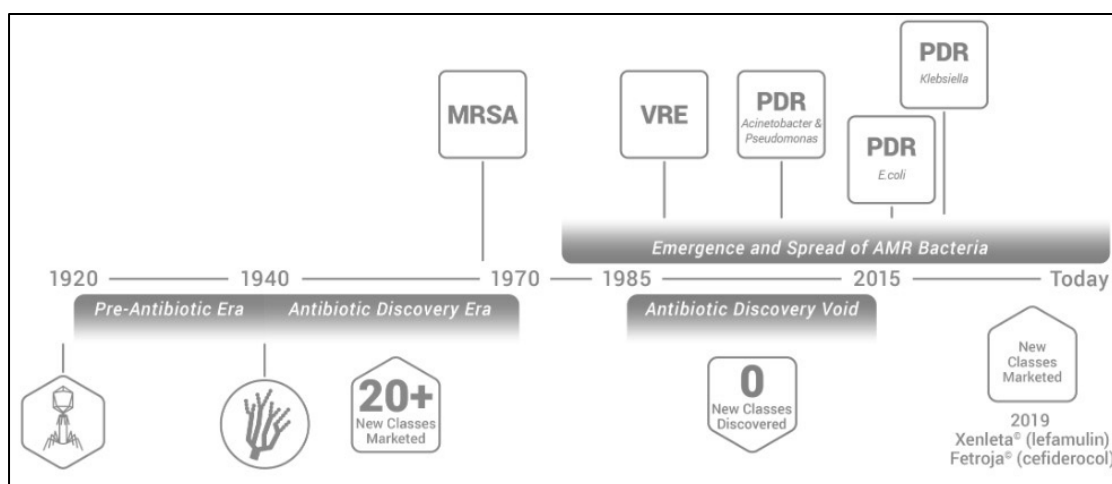 PDR
Klebsiella
MRSA
VRE
PDR
Acinetobacter &
Pseudomonas
PDR
E.coli
Emergence and Spread of AMR Bacteria
1920
1940
1970
1985
2015
Today
Pre-Antibiotic Era
Antibiotic Discovery Era
Antibiotic Discovery Void
20+
New Classes
Marketed
0
New Classes
Discovered
New
Classes
Marketed
2019
Xenleta© (lefamulin)
Fetroja© (cefiderocol)